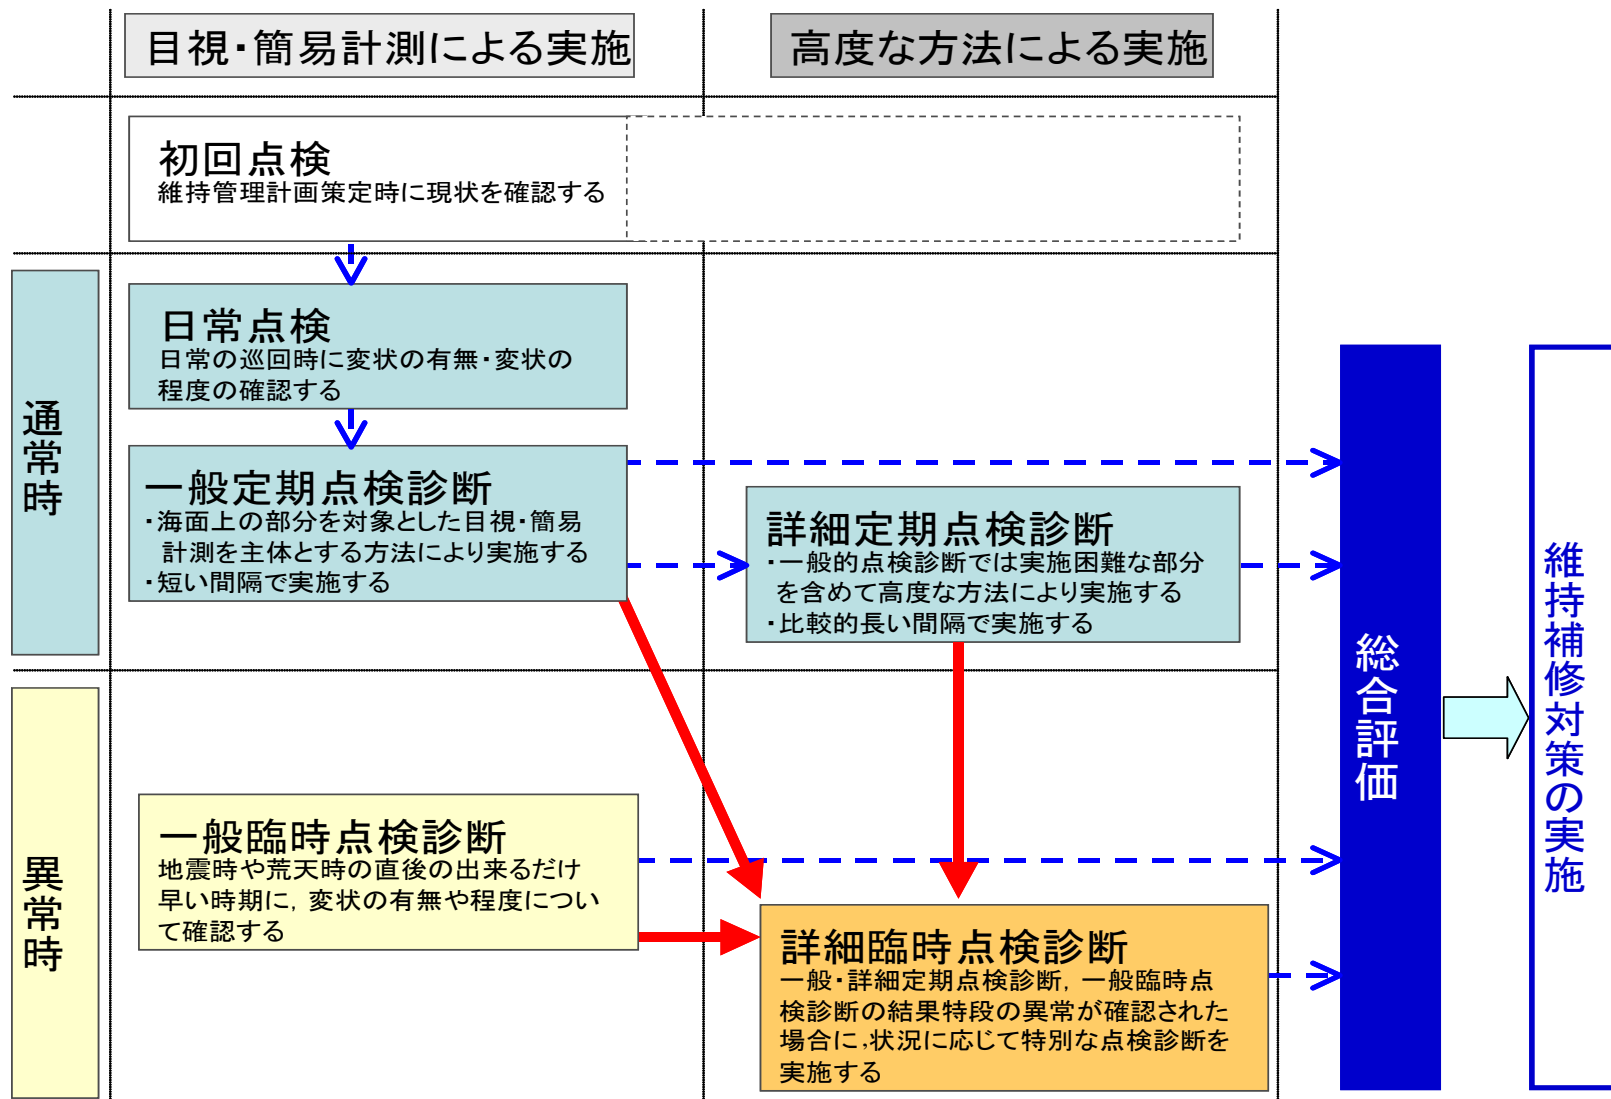 目視・簡易計測による実施
高度な方法による実施
初回点検
維持管理計画策定時に現状を確認する
通常時
日常点検
日常の巡回時に変状の有無・変状の
程度の確認する
一般定期点検診断
・海面上の部分を対象とした目視・簡易
計測を主体とする方法により実施する
・短い間隔で実施する
詳細定期点検診断
・一般的点検診断では実施困難な部分
を含めて高度な方法により実施する
・比較的長い間隔で実施する
異常時
一般臨時点検診断
地震時や荒天時の直後の出来るだけ
早い時期に，変状の有無や程度につい
て確認する
詳細臨時点検診断
一般・詳細定期点検診断，一般臨時点
検診断の結果特段の異常が確認された
場合に，状況に応じて特別な点検診断を
実施する
総合評価
維持補修対策の実施